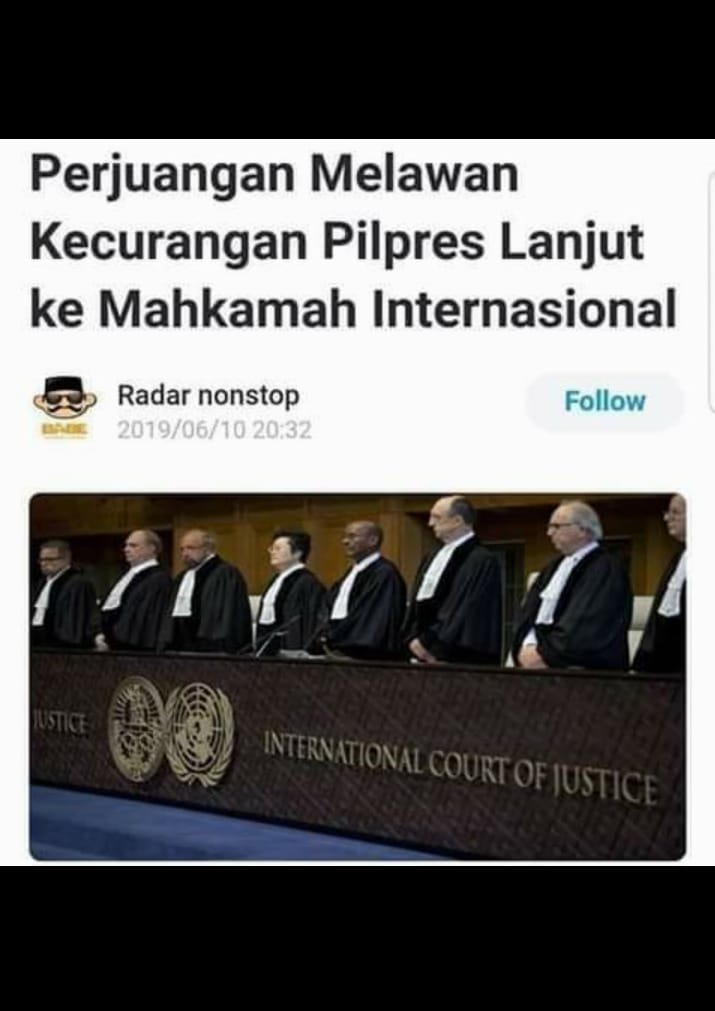 Perjuangan Melawan
Kecurangan Pilpres Lanjut
ke Mahkamah Internasional
Radar nonstop
Follow
BABE
2019/06/10 20:32
JUSTICE
INTERNATIONAL COURT OF JUSTICE